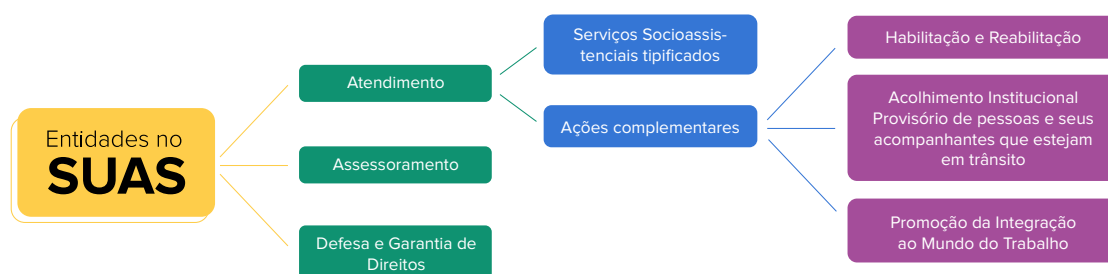 Entidades no
SUAS
Atendimento
Assessoramento
Defesa e Garantia de
Direitos
Serviços Socioassis-
tenciais tipificados
Ações complementares
Habilitação e Reabilitação
Acolhimento Institucional
Provisório de pessoas e seus
acompanhantes que estejam
em trânsito
Promoção da Integração
ao Mundo do Trabalho